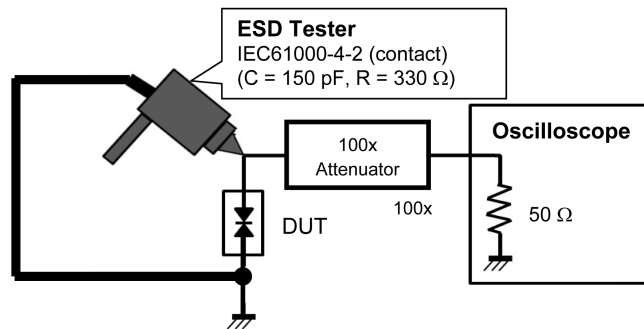 ESD Tester
IEC61000-4-2 (contact)
(C = 150 pF, R = 330 Ω)
100x
Attenuator
100x
Oscilloscope
50 Ω
DUT